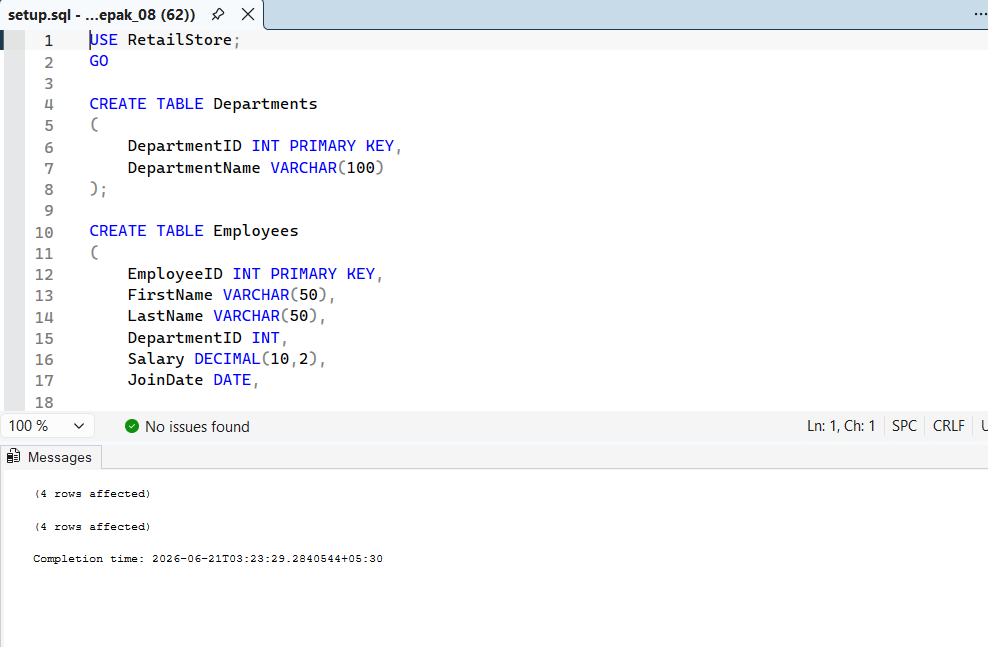 setup.sql - ...epak_08 (62))
1 USE RetailStore;
2 GO
3
4 CREATE TABLE Departments
5 (
6 DepartmentID INT PRIMARY KEY,
7 DepartmentName VARCHAR(100)
8 );
9
10 CREATE TABLE Employees
11 (
12 EmployeeID INT PRIMARY KEY,
13 FirstName VARCHAR(50),
14 LastName VARCHAR(50),
15 DepartmentID INT,
16 Salary DECIMAL(10,2),
17 JoinDate DATE,
18
100 % No issues found Ln: 1, Ch: 1 SPC CRLF
Messages
(4 rows affected)
(4 rows affected)
Completion time: 2026-06-21T03:23:29.2840544+05:30